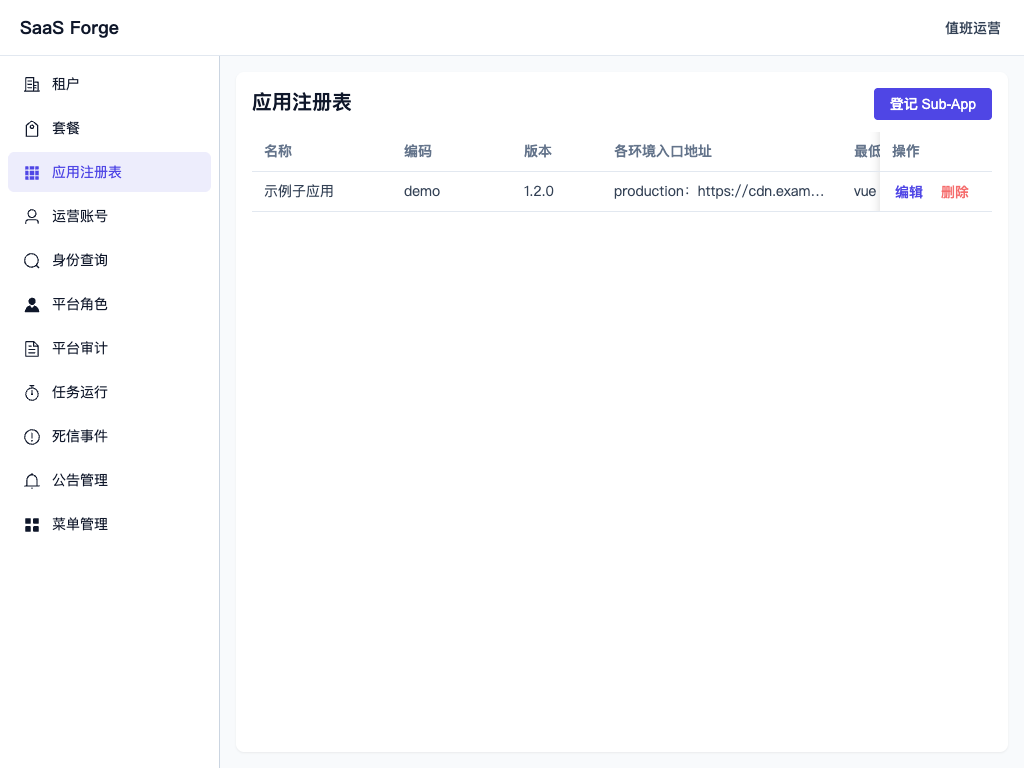 SaaS Forge
值班运营
租户
套餐
应用注册表
运营账号
身份查询
平台角色
平台审计
任务运行
死信事件
公告管理
菜单管理
应用注册表
登记 Sub-App
名称 编码 版本 各环境入口地址 最低 操作
示例子应用 demo 1.2.0 production：https://cdn.exam... vue 编辑 删除